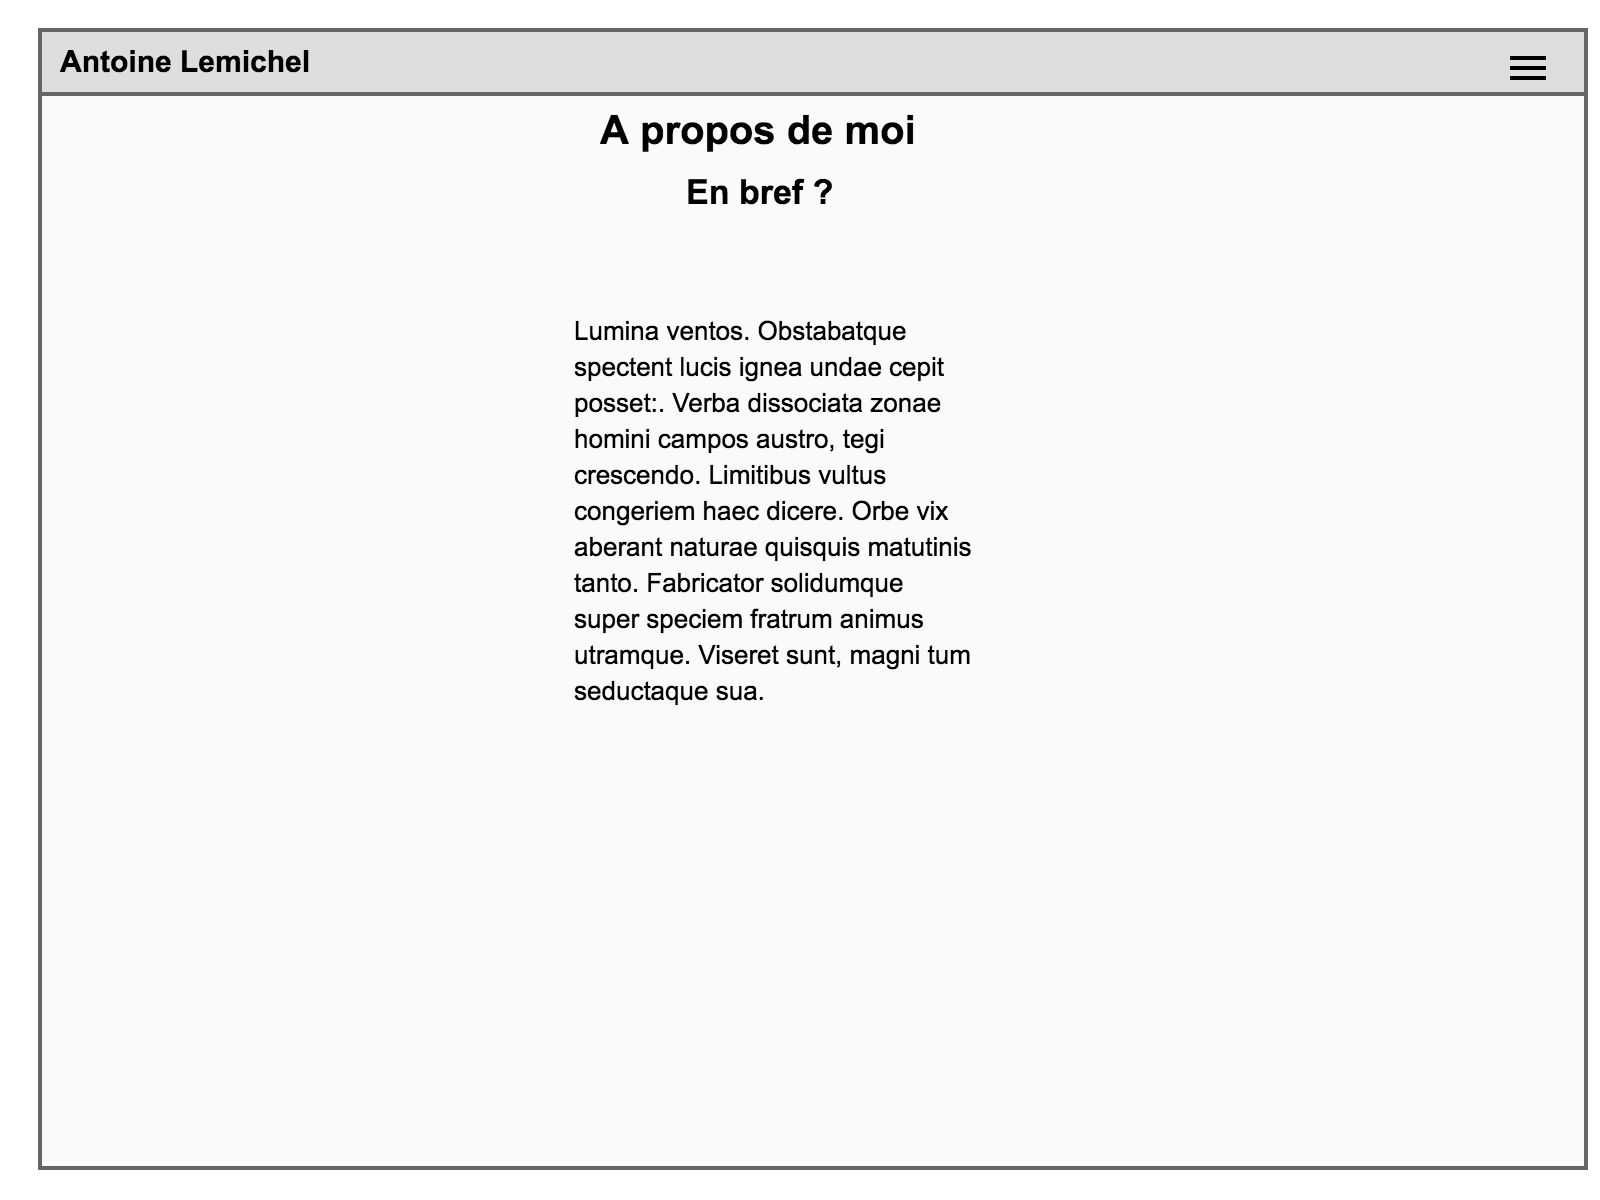 Antoine Lemichel
A propos de moi
En bref ?
Lumina ventos. Obstabatque
spectent lucis ignea undae cepit
posset:. Verba dissociata zonae
homini campos austro, tegi
crescendo. Limitibus vultus
congeriem haec dicere. Orbe vix
aberant naturae quisquis matutinis
tanto. Fabricator solidumque
super speciem fratrum animus
utramque. Viseret sunt, magni tum
seductaque sua.